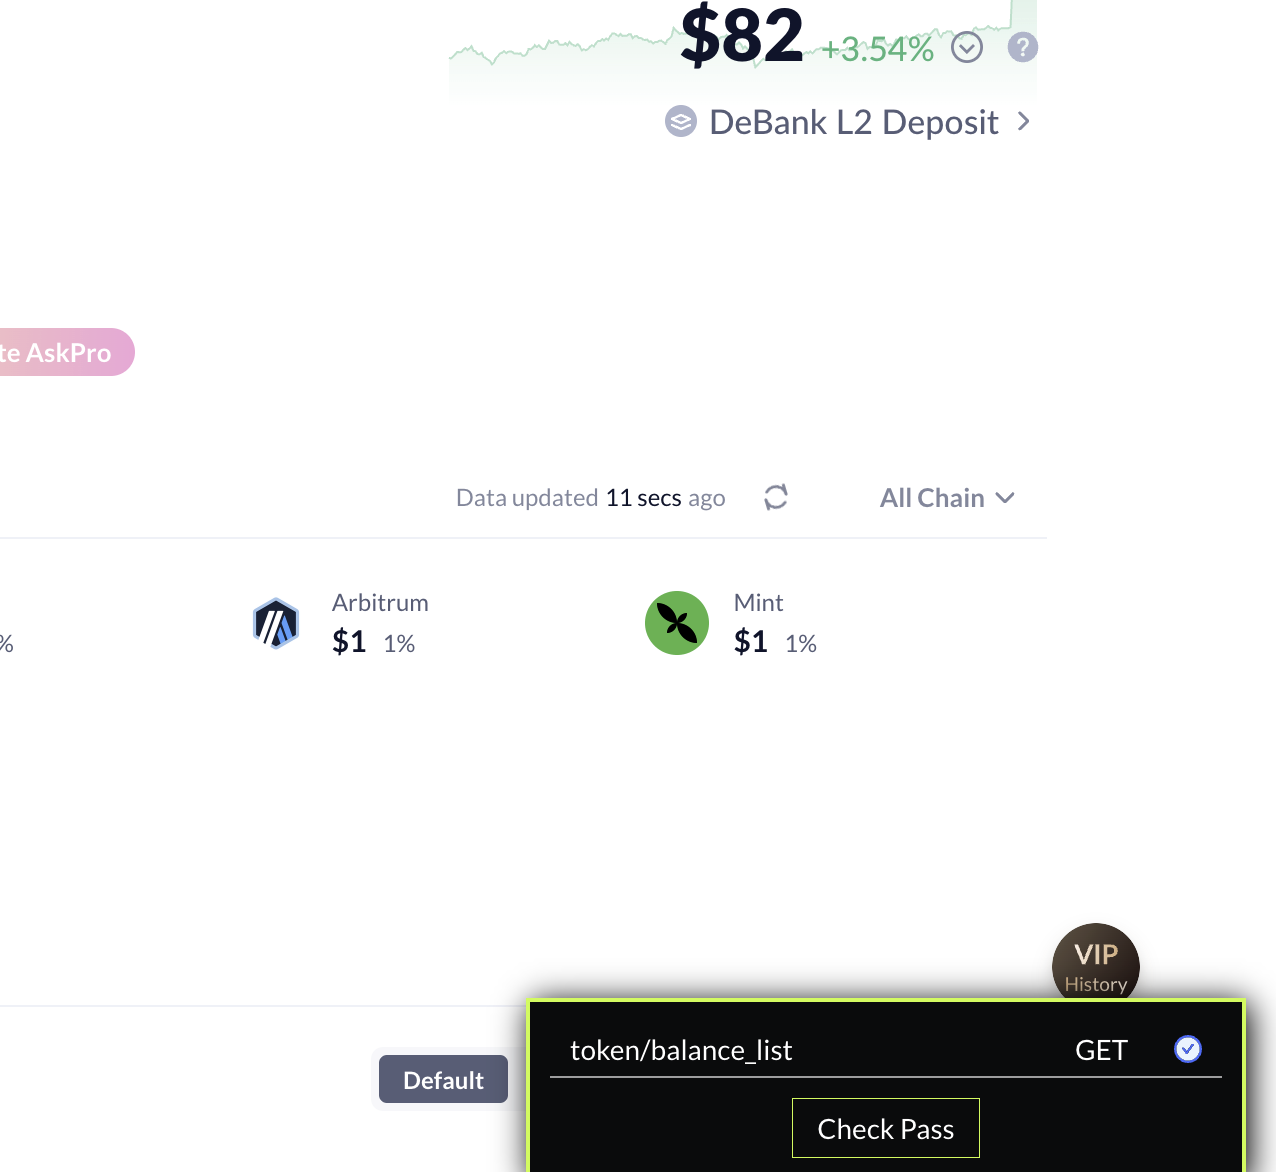 $82 +3.54% ?
DeBank L2 Deposit
te AskPro
Data updated 11 secs ago All Chain
Arbitrum
$1 1%
Mint
$1 1%
%
VIP
History
Default
token/balance_list GET
Check Pass